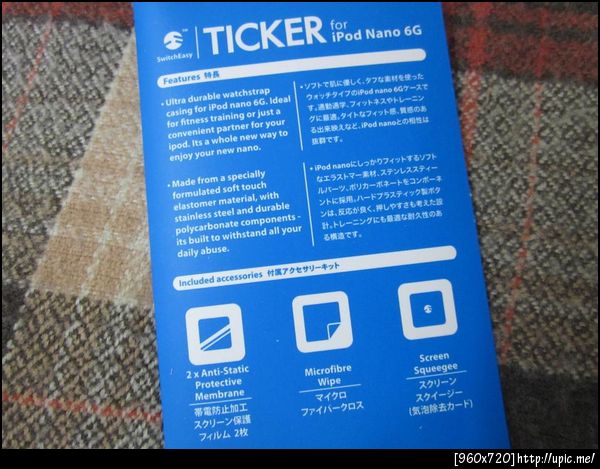 SwitchEasy™
TICKER for iPod Nano 6G
Features 特長
• Ultra durable watchstrap
casing for iPod nano 6G. Ideal
for fitness training or just a
convenient partner for your
ipod. Its a whole new way to
enjoy your new nano.
• Made from a specially
formulated soft touch
elastomer material, with
stainless steel and durable
polycarbonate components -
its built to withstand all your
daily abuse.
• ソフトで肌に優しく、タフな素材を使った
ウォッチタイプのiPod nano 6Gケースで
す。通勤通学、フィットネスやトレーニン
グに最適。タイトなフィット感、質感のあ
る出来映えなど、iPod nanoとの相性は
抜群です。
• iPod nanoにしっかりフィットするソフト
なエラストマー素材、ステンレススティー
ルパーツ、ポリカーボネートをコンポーネ
ントに採用。ハードプラスティック製ボタ
ンは、反応が良く、押しやすさも考えた設
計。トレーニングにも最適な耐久性のあ
る構造です。
Included accessories 付属アクセサリーキット
2 x Anti-Static
Protective
Membrane
帯電防止加工
スクリーン保護
フィルム 2枚
Microfibre
Wipe
マイクロ
ファイバークロス
Screen
Squeegee
スクリーン
スクイージー
(気泡除去カード)
[960x720]http://upic.me/